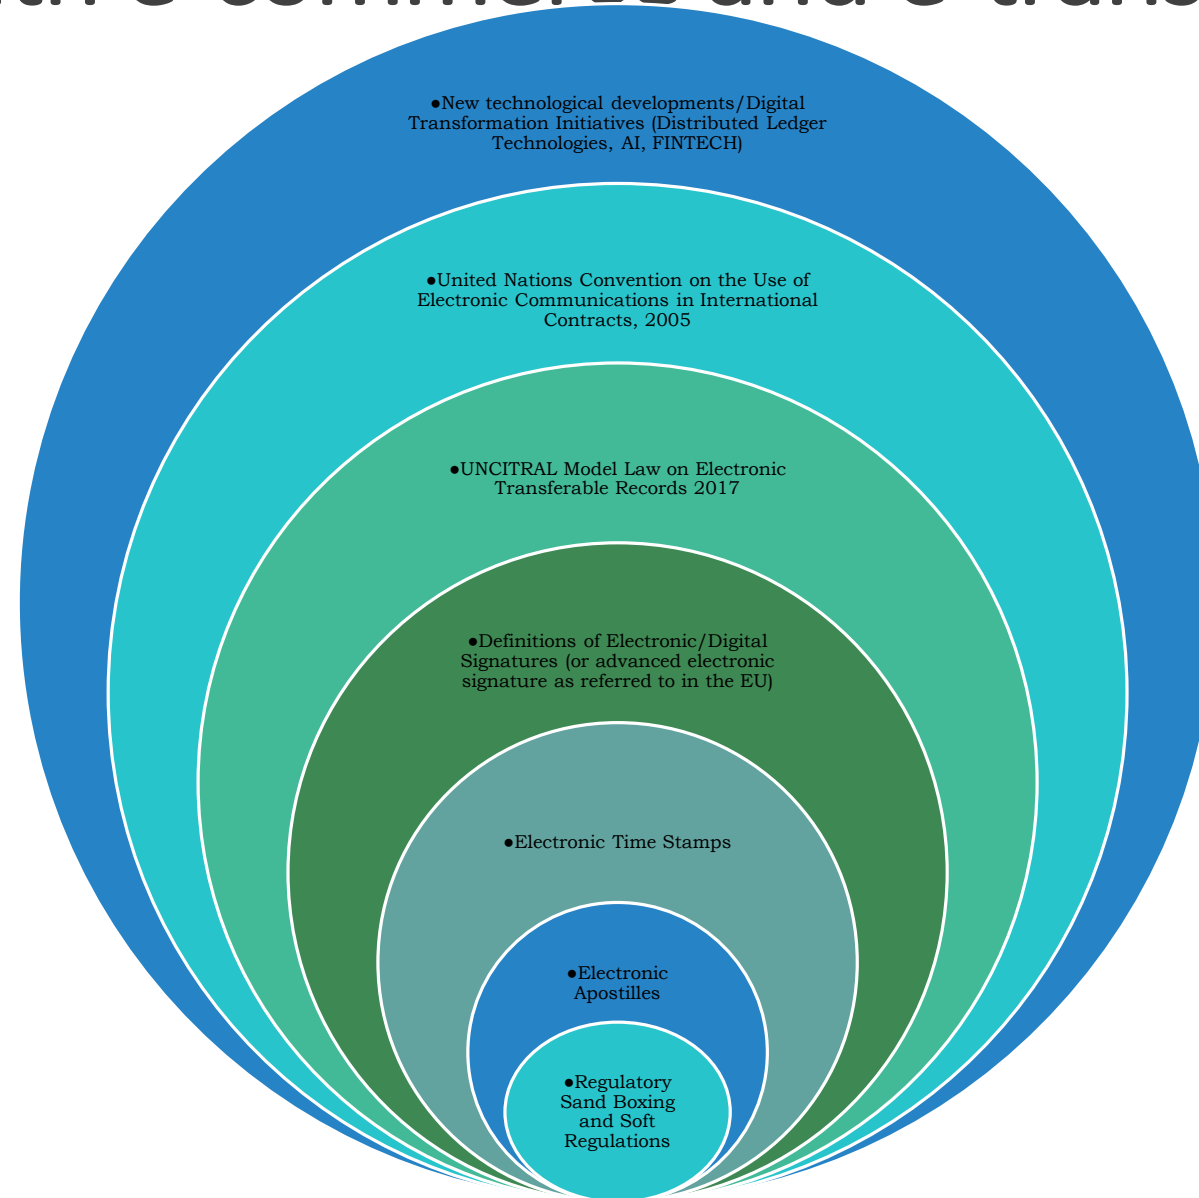 ●New technological developments/Digital
Transformation Initiatives (Distributed Ledger
Technologies, AI, FINTECH)
●United Nations Convention on the Use of
Electronic Communications in International
Contracts, 2005
●UNCITRAL Model Law on Electronic
Transferable Records 2017
●Definitions of Electronic/Digital
Signatures (or advanced electronic
signature as referred to in the EU)
●Electronic Time Stamps
●Electronic
Apostilles
●Regulatory
Sand Boxing
and Soft
Regulations